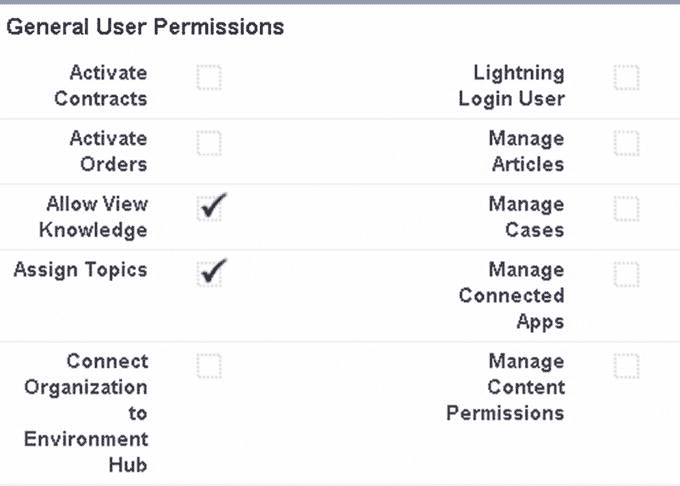 General User Permissions
Activate
Contracts
Lightning
Login User
Activate
Orders
Manage
Articles
Allow View
Knowledge
Manage
Cases
Assign Topics
Manage
Connected
Apps
Connect
Organization
to
Environment
Hub
Manage
Content
Permissions